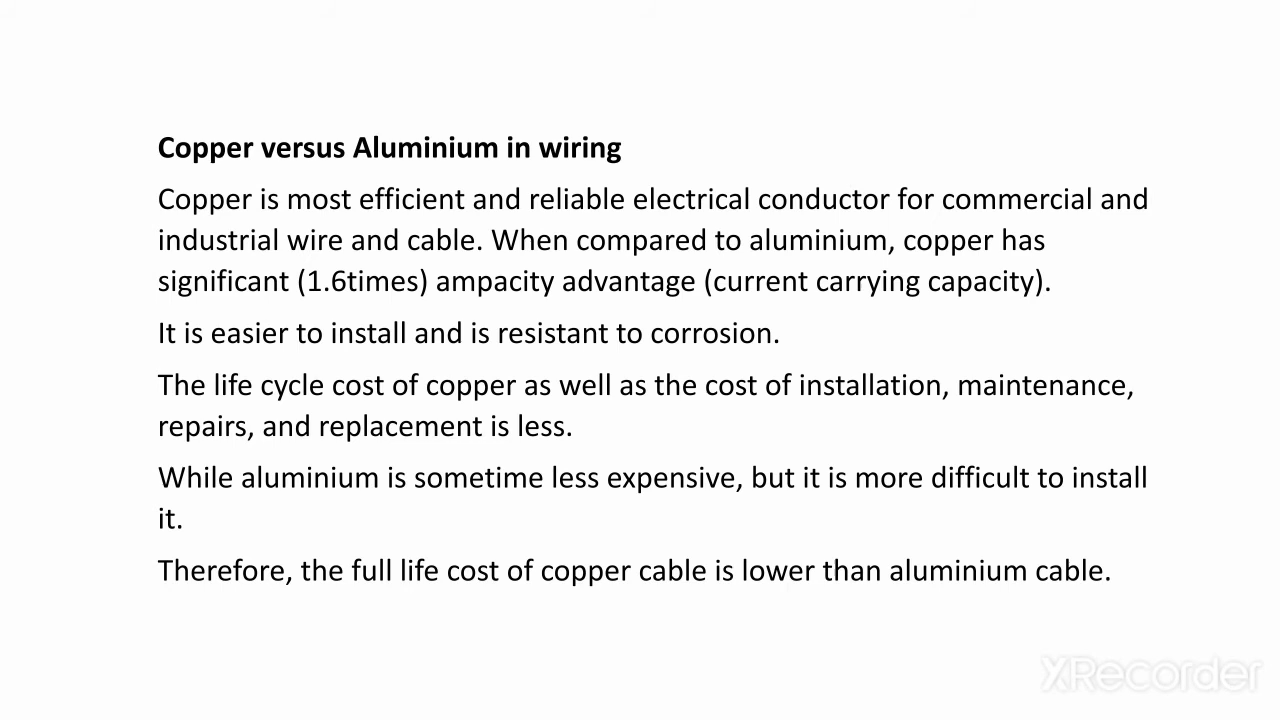 Copper versus Aluminium in wiring
Copper is most efficient and reliable electrical conductor for commercial and
industrial wire and cable. When compared to aluminium, copper has
significant (1.6times) ampacity advantage (current carrying capacity).
It is easier to install and is resistant to corrosion.
The life cycle cost of copper as well as the cost of installation, maintenance,
repairs, and replacement is less.
While aluminium is sometime less expensive, but it is more difficult to install
it.
Therefore, the full life cost of copper cable is lower than aluminium cable.
XRecorder